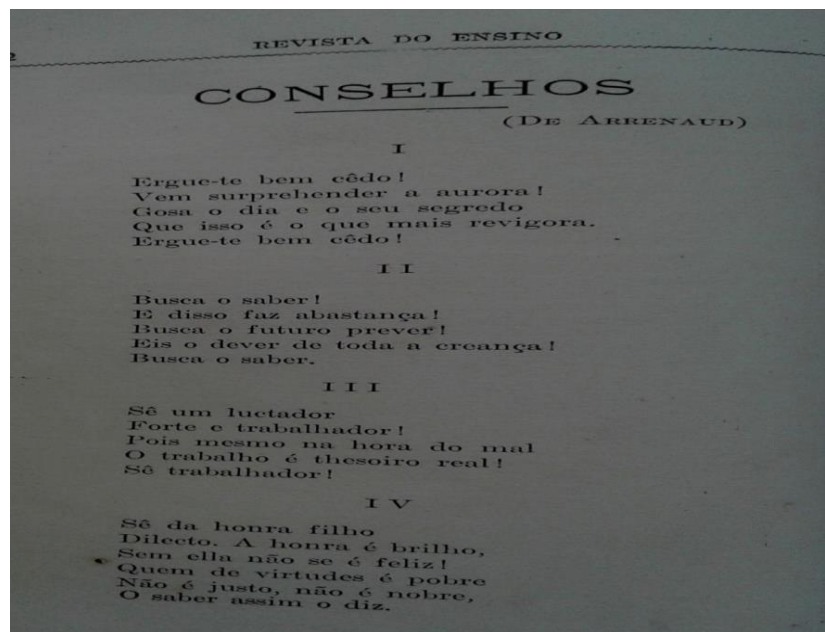 2
REVISTA DO ENSINO
CONSELHOS
(DE ARRENAUD)
I
Ergue-te bem cêdo!
Vem surprehender a aurora!
Gosa o dia e o seu segredo
Que isso é o que mais revigora.
Ergue-te bem cêdo!
II
Busca o saber!
E disso faz abastança!
Busca o futuro prever!
Eis o dever de toda a creança!
Busca o saber.
III
Sê um luctador
Forte e trabalhador!
Pois mesmo na hora do mal
O trabalho é thesoiro real!
Sê trabalhador!
IV
Sê da honra filho
Dilecto. A honra é brilho,
Sem ella não se é feliz!
Quem de virtudes é pobre
Não é justo, não é nobre,
O saber assim o diz.